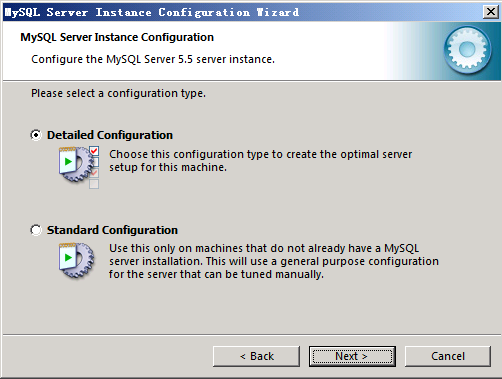 MySQL Server Instance Configuration Wizard
MySQL Server Instance Configuration
Configure the MySQL Server 5.5 server instance.
Please select a configuration type.
Detailed Configuration
Choose this configuration type to create the optimal server
setup for this machine.
Standard Configuration
Use this only on machines that do not already have a MySQL
server installation. This will use a general purpose configuration
for the server that can be tuned manually.
< Back
Next >
Cancel